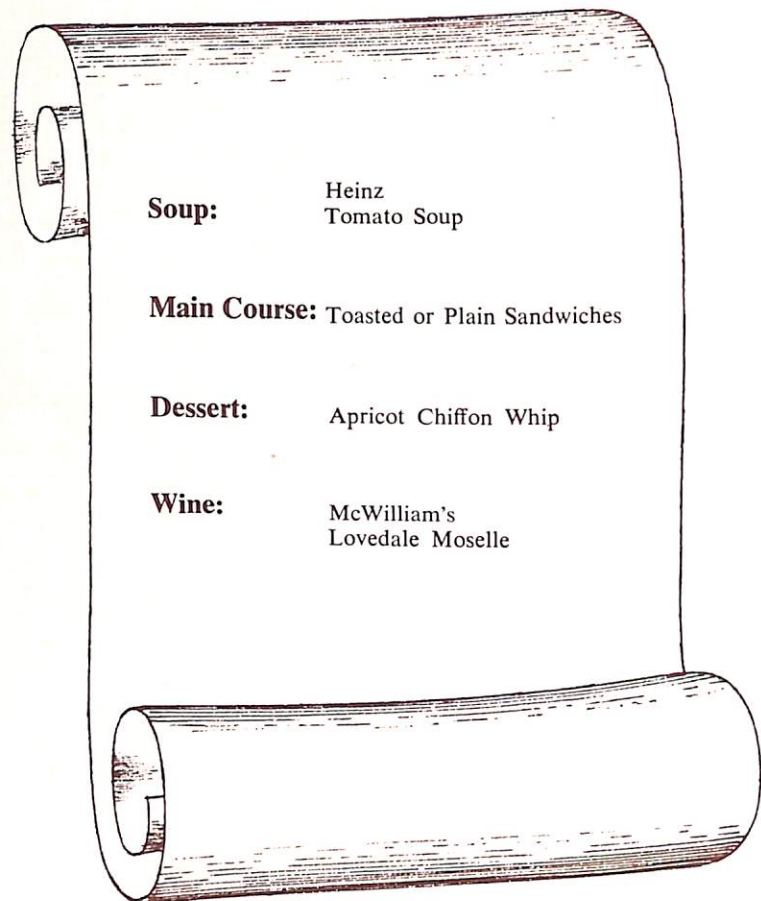 Soup: Heinz
Tomato Soup
Main Course: Toasted or Plain Sandwiches
Dessert: Apricot Chiffon Whip
Wine: McWilliam's
Lovedale Moselle